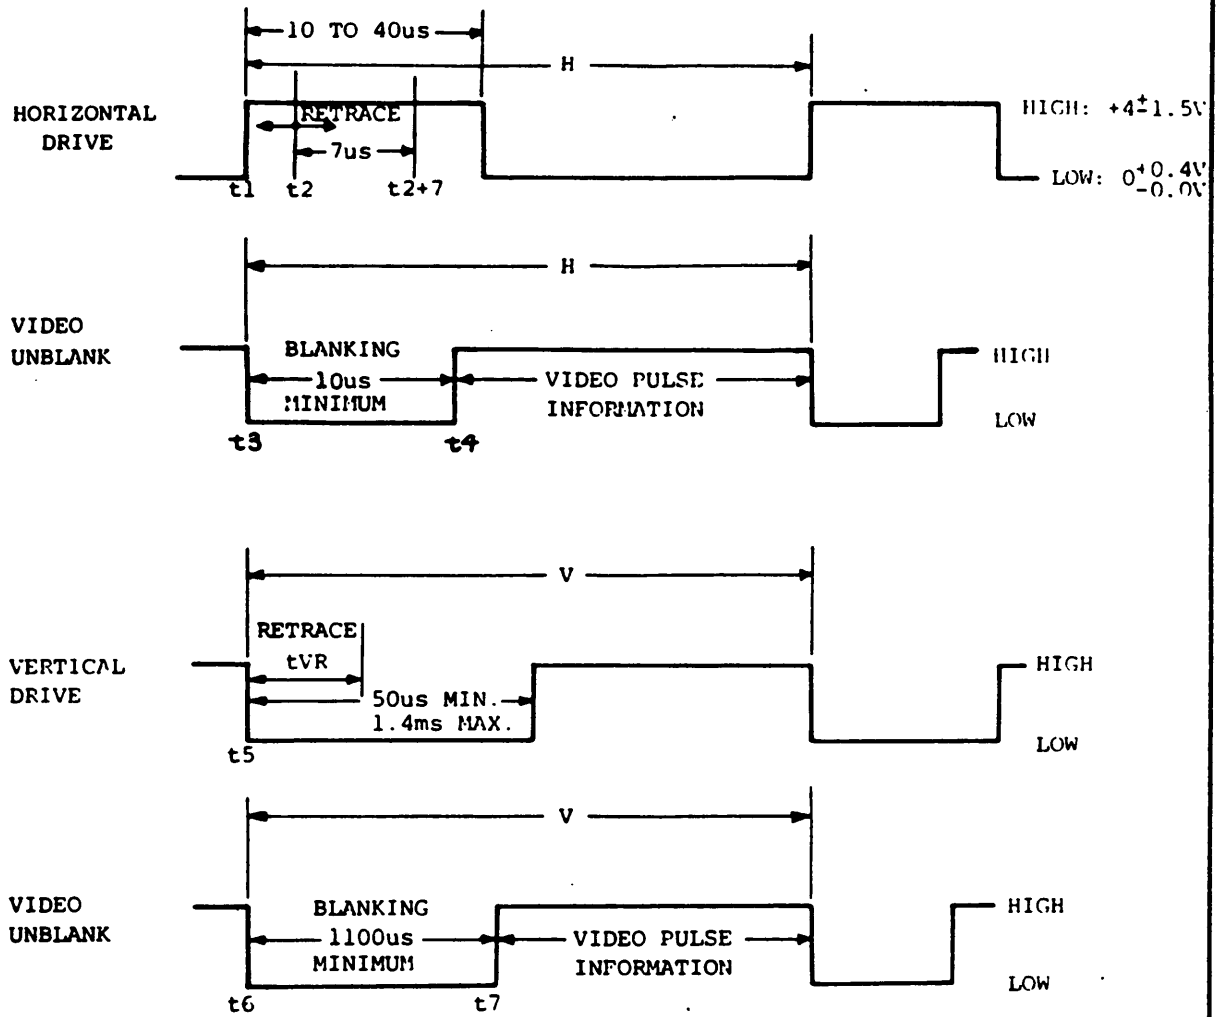 10 TO 40us
H
HORIZONTAL
DRIVE
RETRACE
7us
t1 t2 t2+7
HIGH: +4±1.5V
LOW: 0+0.4V
-0.0V
H
VIDEO
UNBLANK
BLANKING
10us
MINIMUM
VIDEO PULSE
INFORMATION
HIGH
LOW
t3 t4
V
RETRACE
tVR
VERTICAL
DRIVE
50us MIN.
1.4ms MAX.
HIGH
LOW
t5
V
VIDEO
UNBLANK
BLANKING
1100us
MINIMUM
VIDEO PULSE
INFORMATION
HIGH
LOW
t6 t7